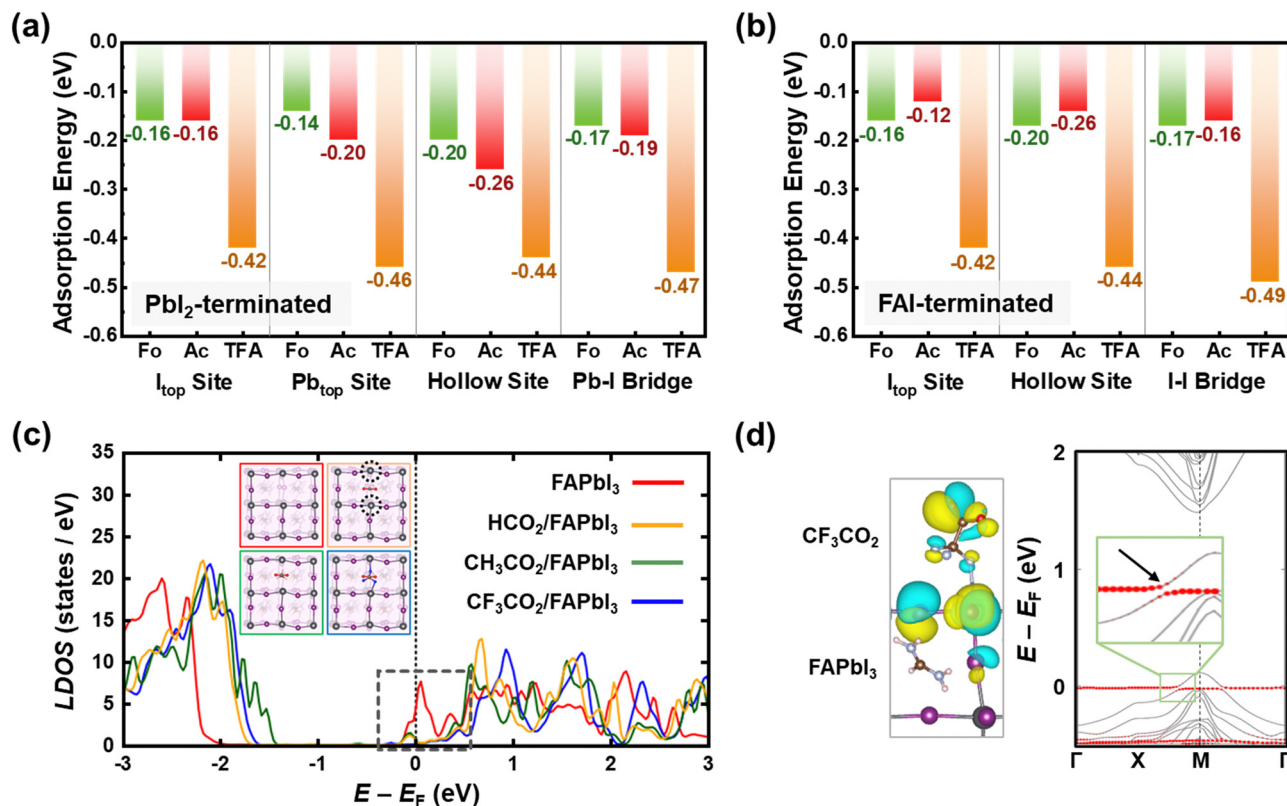 (a)
Adsorption Energy (eV)
0.0
-0.1
-0.2
-0.3
-0.4
-0.5
-0.6
-0.16
-0.16
-0.42
-0.14
-0.20
-0.46
-0.20
-0.26
-0.44
-0.17
-0.19
-0.47
PbI₂-terminated
Fo Ac TFA Fo Ac TFA Fo Ac TFA Fo Ac TFA
I_top Site Pb_top Site Hollow Site Pb-I Bridge
(b)
Adsorption Energy (eV)
0.0
-0.1
-0.2
-0.3
-0.4
-0.5
-0.6
-0.16
-0.12
-0.42
-0.20
-0.26
-0.44
-0.17
-0.16
-0.49
FAI-terminated
Fo Ac TFA Fo Ac TFA Fo Ac TFA
I_top Site Hollow Site I-I Bridge
(c)
LDOS (states / eV)
35
30
25
20
15
10
5
0
FAPbI₃
HCO₂/FAPbI₃
CH₃CO₂/FAPbI₃
CF₃CO₂/FAPbI₃
-3 -2 -1 0 1 2 3
E – E_F (eV)
(d)
CF₃CO₂
FAPbI₃
E – E_F (eV)
2
1
0
Γ X M Γ